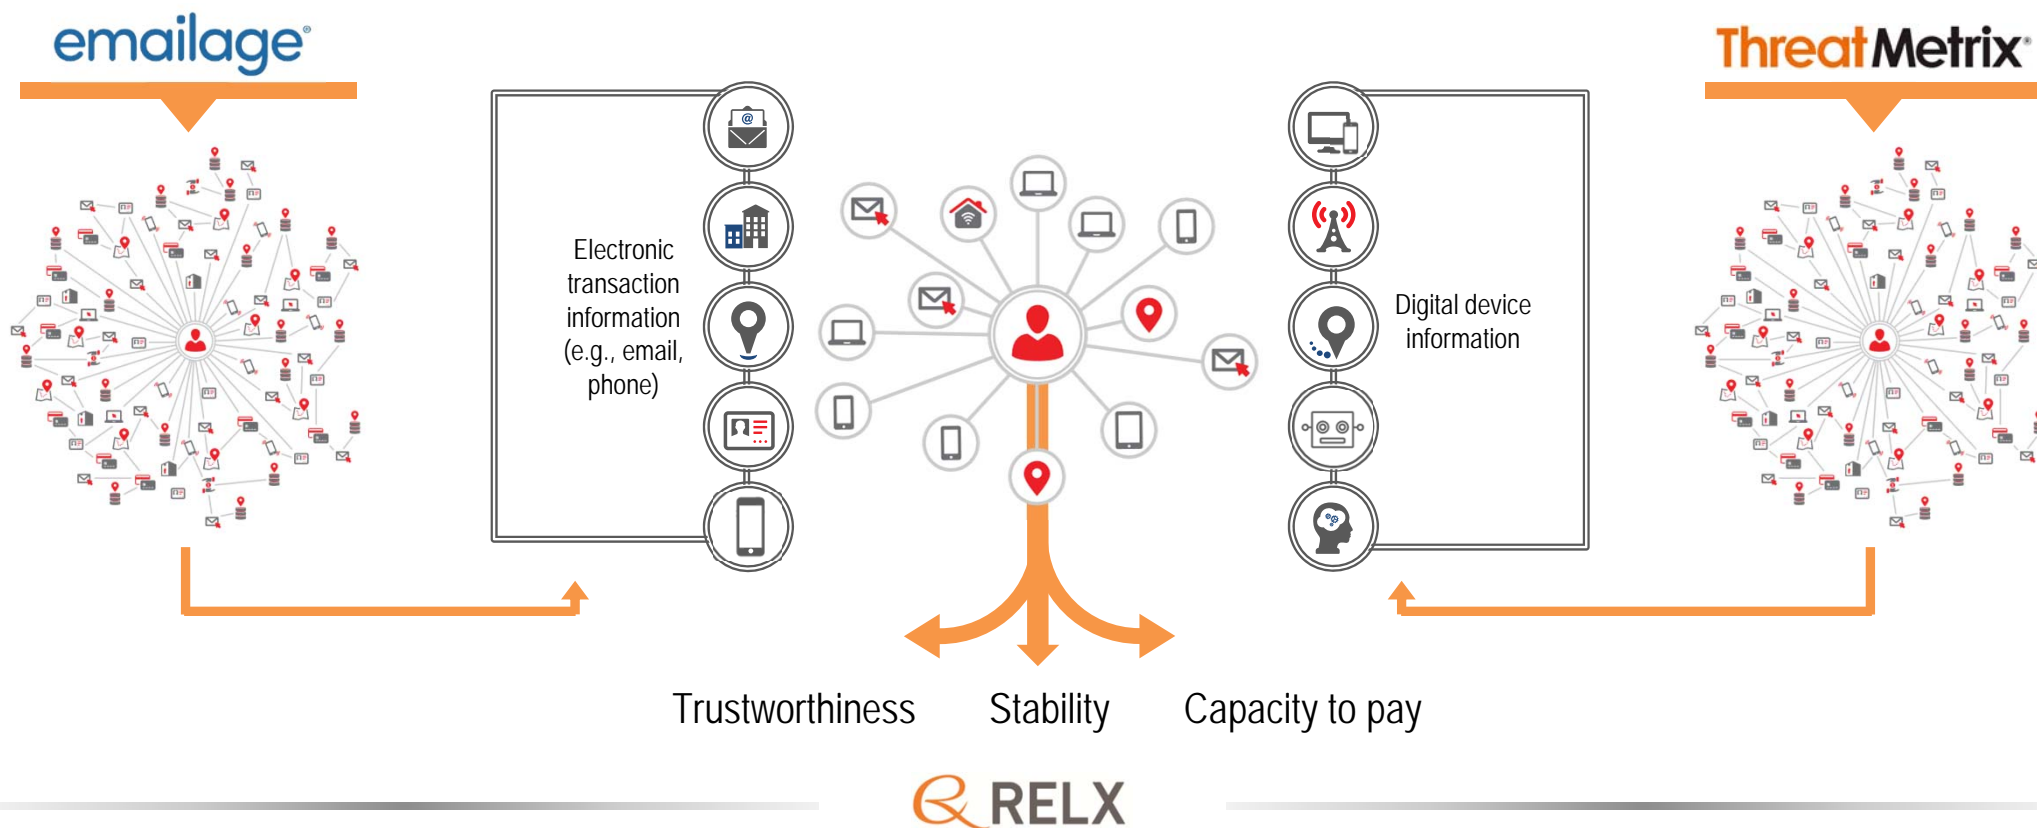 emailage®
ThreatMetrix®
Electronic
transaction
information
(e.g., email,
phone)
Digital device
information
@
Trustworthiness
Stability
Capacity to pay
RELX